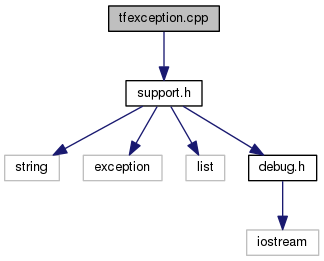 tfexception.cpp
support.h
string
exception
list
debug.h
iostream